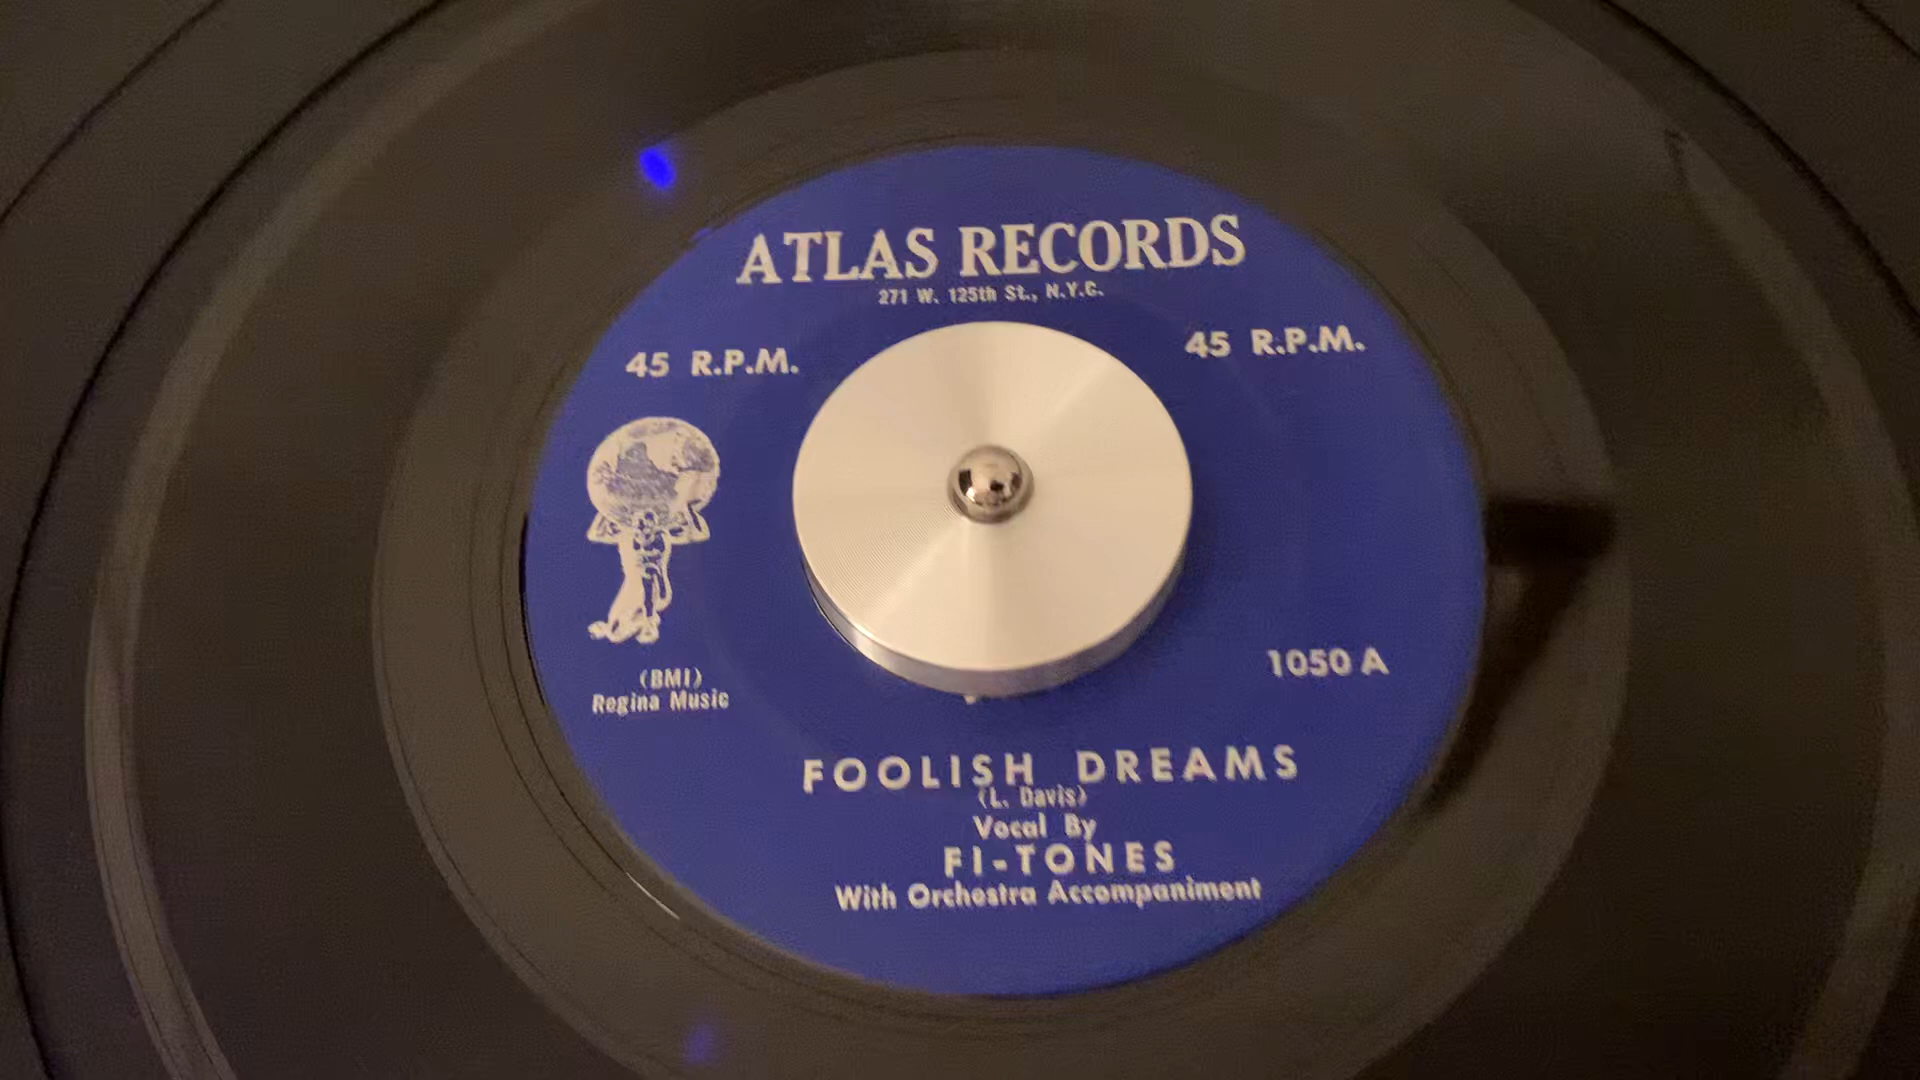 ATLAS RECORDS
271 W. 125th St., N.Y.C.
45 R.P.M.
45 R.P.M.
(BMI)
Regina Music
1050 A
FOOLISH DREAMS
(L. Davis)
Vocal By
FI-TONES
With Orchestra Accompaniment